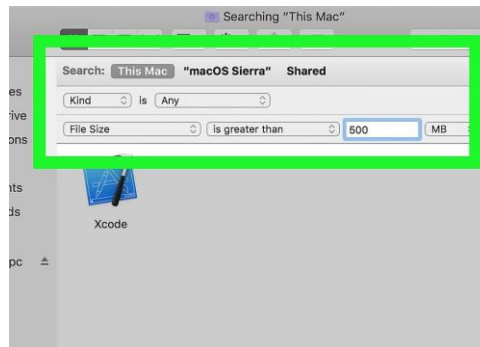 Searching "This Mac"
Search: This Mac "macOS Sierra" Shared
Kind is Any
File Size is greater than 500 MB
Xcode
pc